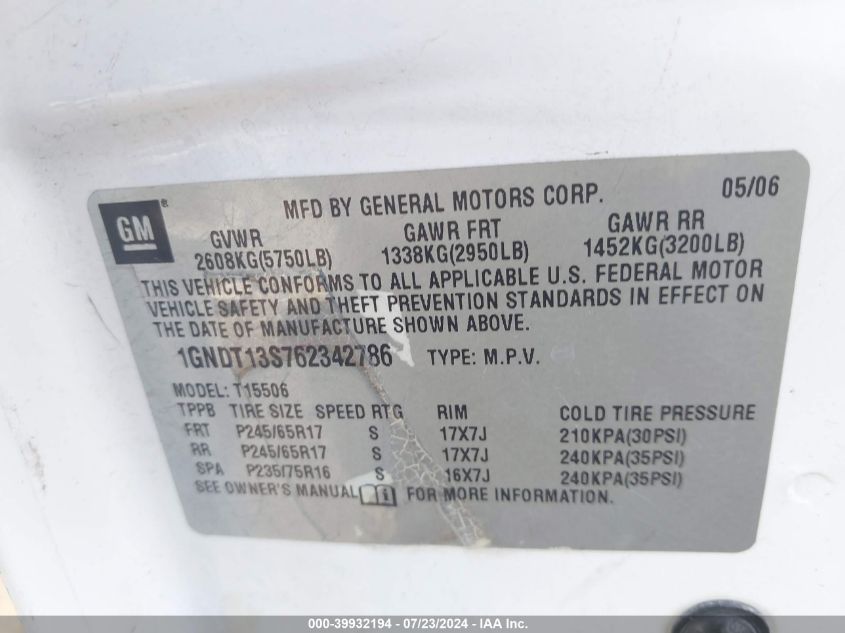 GM ® MFD BY GENERAL MOTORS CORP. 05/06
GVWR GAWR FRT GAWR RR
2608KG(5750LB) 1338KG(2950LB) 1452KG(3200LB)
THIS VEHICLE CONFORMS TO ALL APPLICABLE U.S. FEDERAL MOTOR
VEHICLE SAFETY AND THEFT PREVENTION STANDARDS IN EFFECT ON
THE DATE OF MANUFACTURE SHOWN ABOVE.
1GNDT13S762342786 TYPE: M.P.V.
MODEL: T15506
TPPB TIRE SIZE SPEED RTG RIM COLD TIRE PRESSURE
FRT P245/65R17 S 17X7J 210KPA(30PSI)
RR P245/65R17 S 17X7J 240KPA(35PSI)
SPA P235/75R16 S 16X7J 240KPA(35PSI)
SEE OWNER'S MANUAL i FOR MORE INFORMATION.
000-39932194 / 07/23/2024 - IAA Inc.